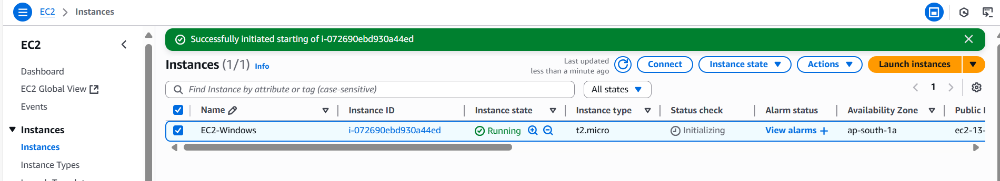 EC2 > Instances
EC2
Dashboard
EC2 Global View
Events
Instances
Instances
Instance Types
Successfully initiated starting of i-072690ebd930a44ed
Instances (1/1) Info
Last updated
less than a minute ago
Connect Instance state Actions Launch instances
Find Instance by attribute or tag (case-sensitive)
All states
1
Name Instance ID Instance state Instance type Status check Alarm status Availability Zone Public
EC2-Windows i-072690ebd930a44ed Running t2.micro Initializing View alarms + ap-south-1a ec2-13-